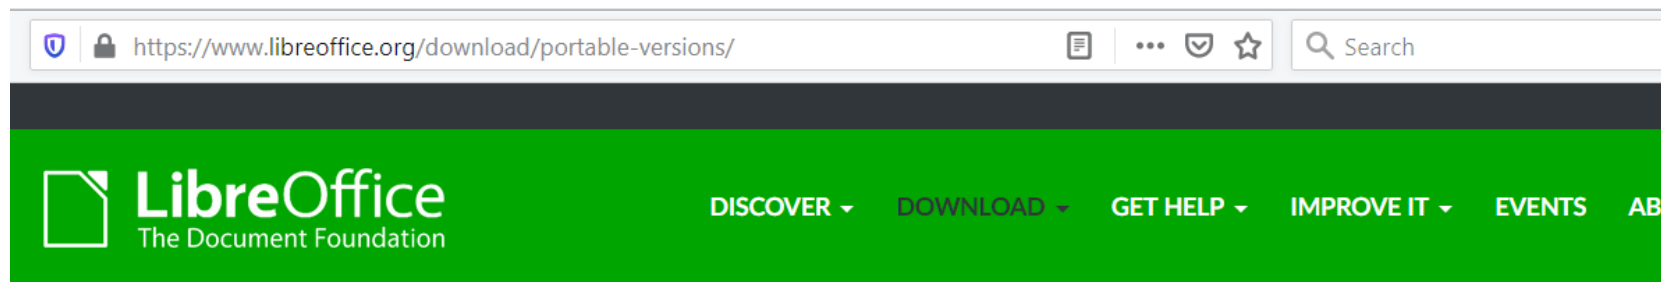 https://www.libreoffice.org/download/portable-versions/ Search
LibreOffice
The Document Foundation
DISCOVER DOWNLOAD GET HELP IMPROVE IT EVENTS AB